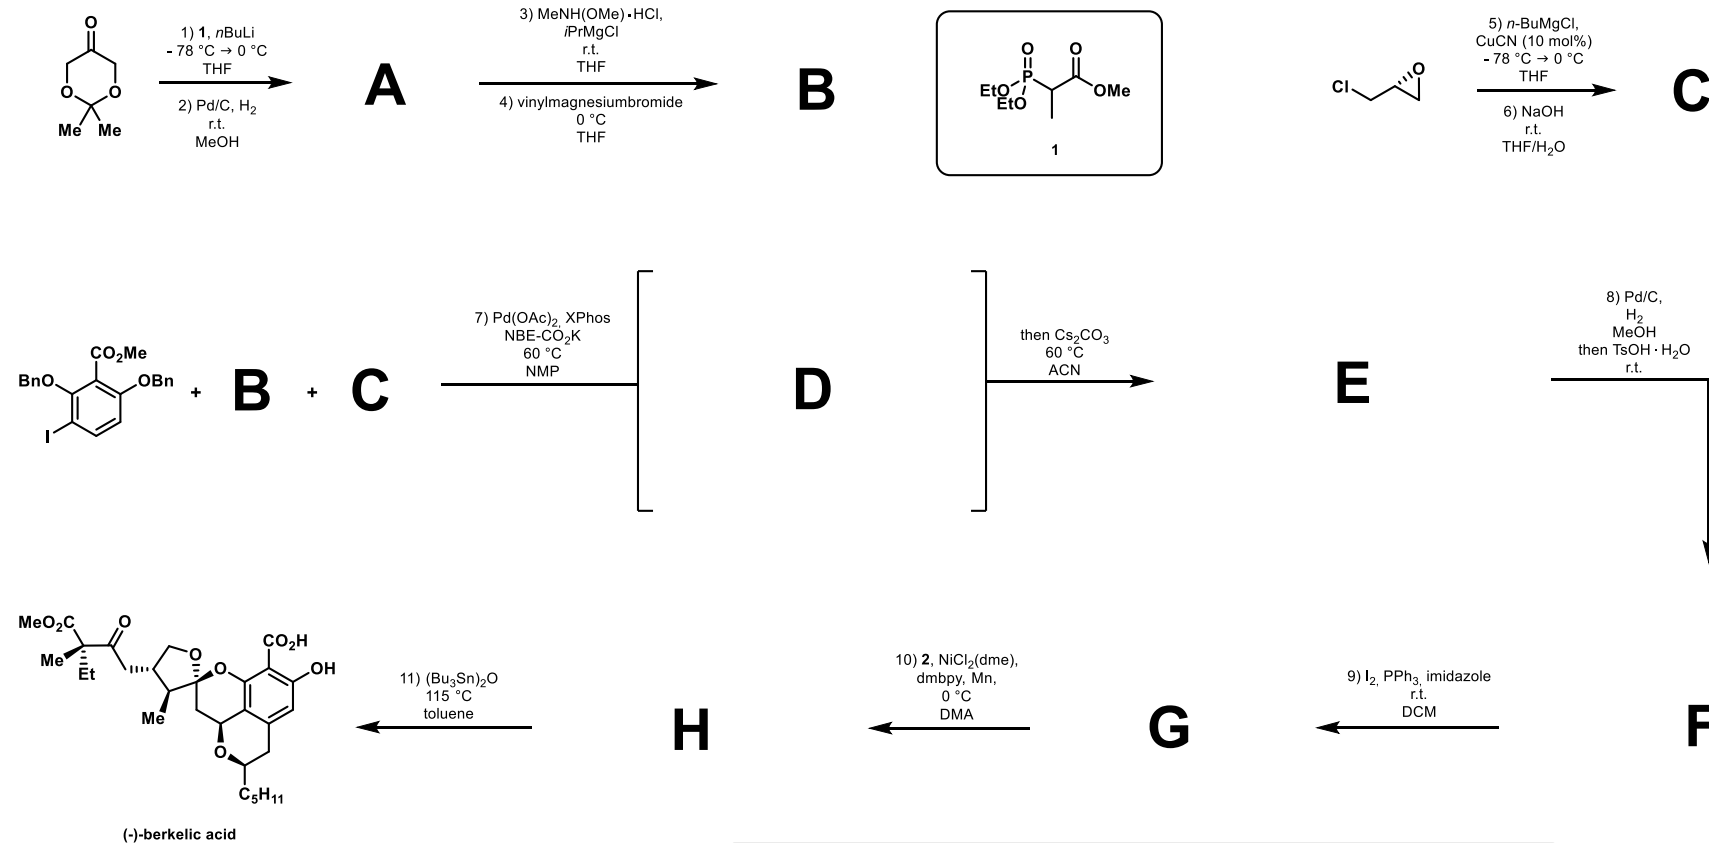 O
O
O
Me
Me
1) 1, nBuLi
- 78 °C → 0 °C
THF
2) Pd/C, H2
r.t.
MeOH
A
3) MeNH(OMe)·HCl,
iPrMgCl
r.t.
THF
4) vinylmagnesiumbromide
0 °C
THF
B
O
O
P
EtO
EtO
OMe
1
Cl
O
5) n-BuMgCl,
CuCN (10 mol%)
- 78 °C → 0 °C
THF
6) NaOH
r.t.
THF/H2O
C
CO2Me
BnO
OBn
I
+
B
+
C
7) Pd(OAc)2, XPhos
NBE-CO2K
60 °C
NMP
D
then Cs2CO3
60 °C
ACN
E
8) Pd/C,
H2
MeOH
then TsOH·H2O
r.t.
MeO2C
O
Me
Et
O
O
CO2H
OH
Me
O
C5H11
(-)-berkelic acid
11) (Bu3Sn)2O
115 °C
toluene
H
10) 2, NiCl2(dme),
dmbpy, Mn,
0 °C
DMA
G
9) I2, PPh3, imidazole
r.t.
DCM
F